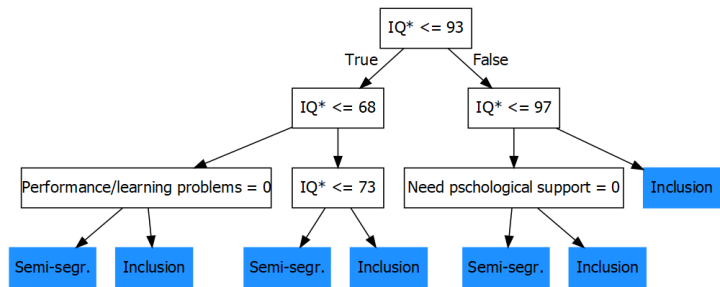 IQ* <= 93
True
False
IQ* <= 68
IQ* <= 97
Performance/learning problems = 0
IQ* <= 73
Need pschological support = 0
Inclusion
Semi-segr.
Inclusion
Semi-segr.
Inclusion
Semi-segr.
Inclusion